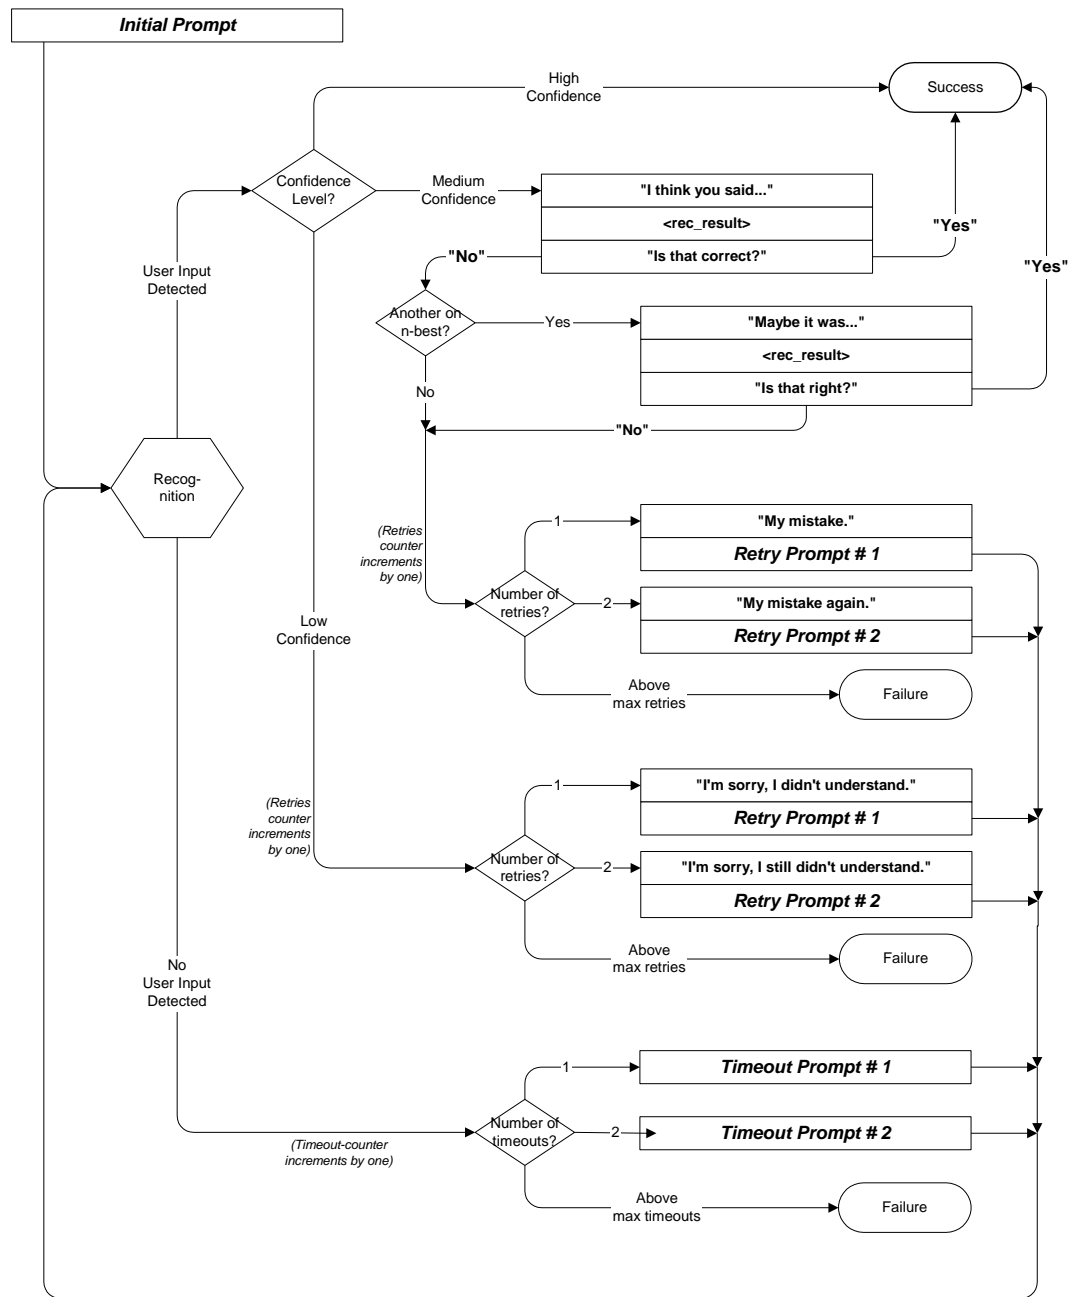 Initial Prompt
High
Confidence
Success
Confidence
Level?
Medium
Confidence
"I think you said..."
<rec_result>
"Is that correct?"
"Yes"
"No"
"Yes"
User Input
Detected
Another on
n-best?
Yes
"Maybe it was..."
<rec_result>
"Is that right?"
No
"No"
Recog-
nition
(Retries
counter
increments
by one)
1
"My mistake."
Retry Prompt # 1
Number of
retries?
2
"My mistake again."
Retry Prompt # 2
Low
Confidence
Above
max retries
Failure
(Retries
counter
increments
by one)
1
"I'm sorry, I didn't understand."
Retry Prompt # 1
Number of
retries?
2
"I'm sorry, I still didn't understand."
Retry Prompt # 2
Above
max retries
Failure
No
User Input
Detected
1
Timeout Prompt # 1
Number of
timeouts?
2
Timeout Prompt # 2
(Timeout-counter
increments by one)
Above
max timeouts
Failure